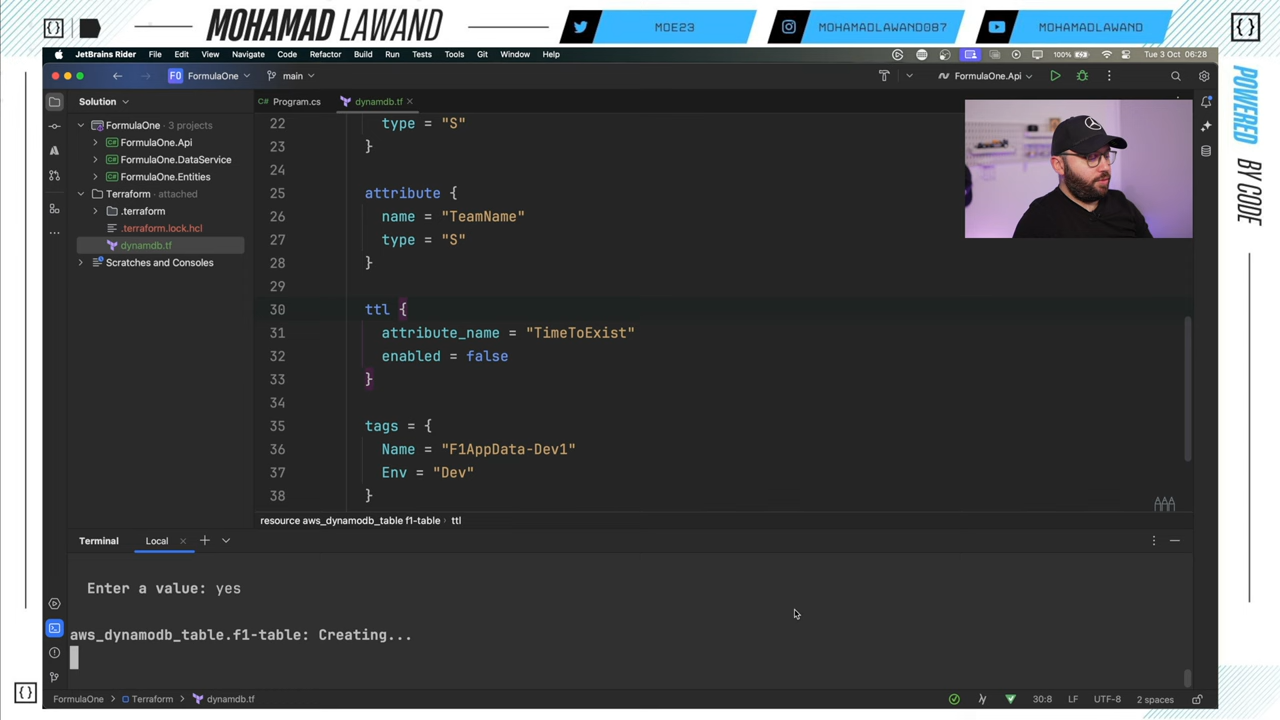 MOHAMAD LAWAND
MOE23
MOHAMADLAWAND087
MOHAMADLAWAND
POWERED BY CODE
JetBrains Rider File Edit View Navigate Code Refactor Build Run Tests Tools Git Window Help
100% Tue 3 Oct 06:28
FO FormulaOne main FormulaOne.Api
Solution
Program.cs dynamdb.tf
FormulaOne 3 projects
FormulaOne.Api
FormulaOne.DataService
FormulaOne.Entities
Terraform attached
.terraform
.terraform.lock.hcl
dynamdb.tf
Scratches and Consoles
22 type = "S"
23 }
24
25 attribute {
26 name = "TeamName"
27 type = "S"
28 }
29
30 ttl {
31 attribute_name = "TimeToExist"
32 enabled = false
33 }
34
35 tags = {
36 Name = "F1AppData-Dev1"
37 Env = "Dev"
38 }
resource aws_dynamodb_table f1-table ttl
Terminal Local
Enter a value: yes
aws_dynamodb_table.f1-table: Creating...
FormulaOne Terraform dynamdb.tf
30:8 LF UTF-8 2 spaces